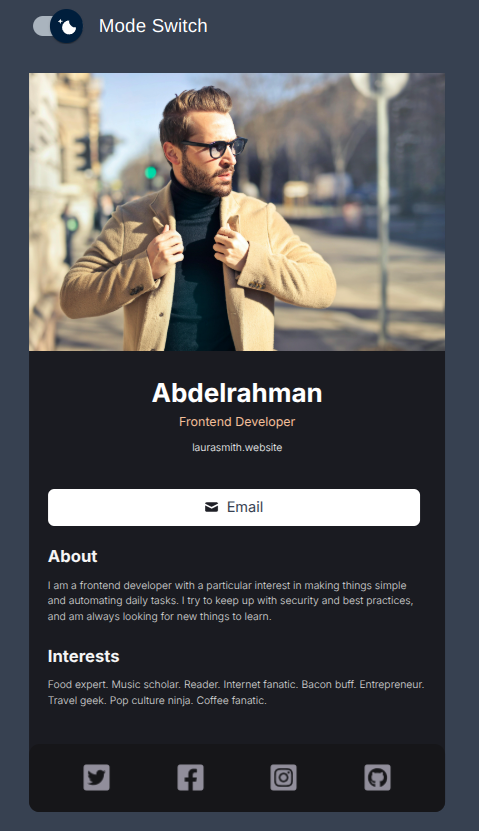 Mode Switch
Abdelrahman
Frontend Developer
laurasmith.website
Email
About
I am a frontend developer with a particular interest in making things simple
and automating daily tasks. I try to keep up with security and best practices,
and am always looking for new things to learn.
Interests
Food expert. Music scholar. Reader. Internet fanatic. Bacon buff. Entrepreneur.
Travel geek. Pop culture ninja. Coffee fanatic.